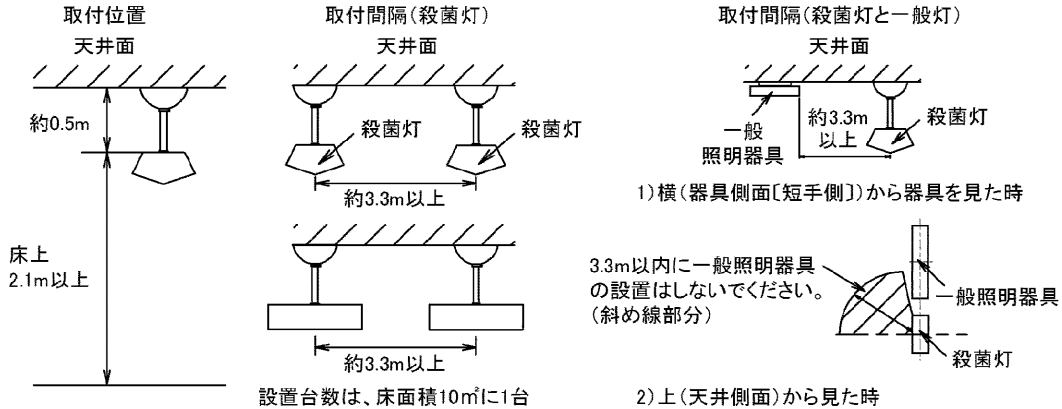 取付位置
天井面
約0.5m
床上
2.1m以上
取付間隔(殺菌灯)
天井面
殺菌灯
殺菌灯
約3.3m以上
約3.3m以上
設置台数は、床面積10㎡に1台
取付間隔(殺菌灯と一般灯)
天井面
約3.3m
以上
一般
照明器具
殺菌灯
1)横(器具側面〔短手側〕)から器具を見た時
3.3m以内に一般照明器具
の設置はしないでください。
(斜め線部分)
一般照明器具
殺菌灯
2)上(天井側面)から見た時